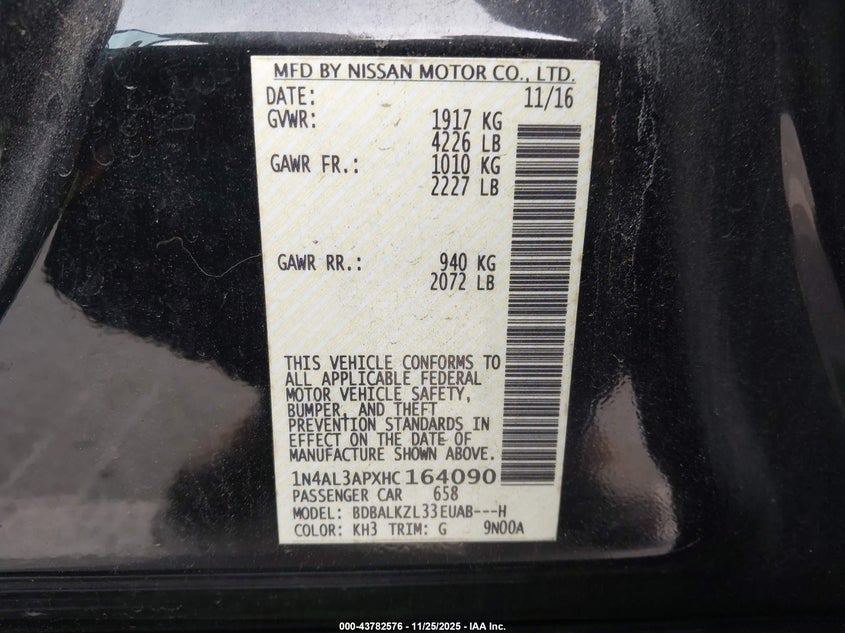 MFD BY NISSAN MOTOR CO., LTD.
DATE: 11/16
GVWR: 1917 KG
4226 LB
GAWR FR.: 1010 KG
2227 LB
GAWR RR.: 940 KG
2072 LB
THIS VEHICLE CONFORMS TO
ALL APPLICABLE FEDERAL
MOTOR VEHICLE SAFETY,
BUMPER, AND THEFT
PREVENTION STANDARDS IN
EFFECT ON THE DATE OF
MANUFACTURE SHOWN ABOVE.
1N4AL3APXHC164090
PASSENGER CAR 658
MODEL: BDBALKZL33EUAB---H
COLOR: KH3 TRIM: G 9N00A
000-43782576 - 11/25/2025 - IAA Inc.